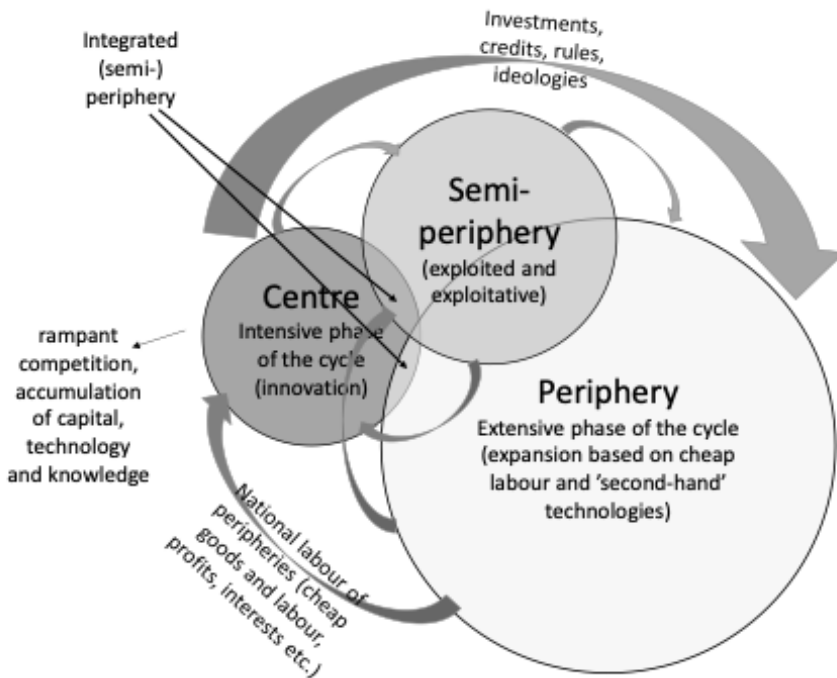 Integrated
(semi-)
periphery
Investments,
credits, rules,
ideologies
Semi-
periphery
(exploited and
exploitative)
Centre
Intensive phase
of the cycle
(innovation)
rampant
competition,
accumulation
of capital,
technology
and knowledge
Periphery
Extensive phase of the cycle
(expansion based on cheap
labour and ’second-hand’
technologies)
National labour of
peripheries (cheap
goods and labour,
profits, interests etc.)